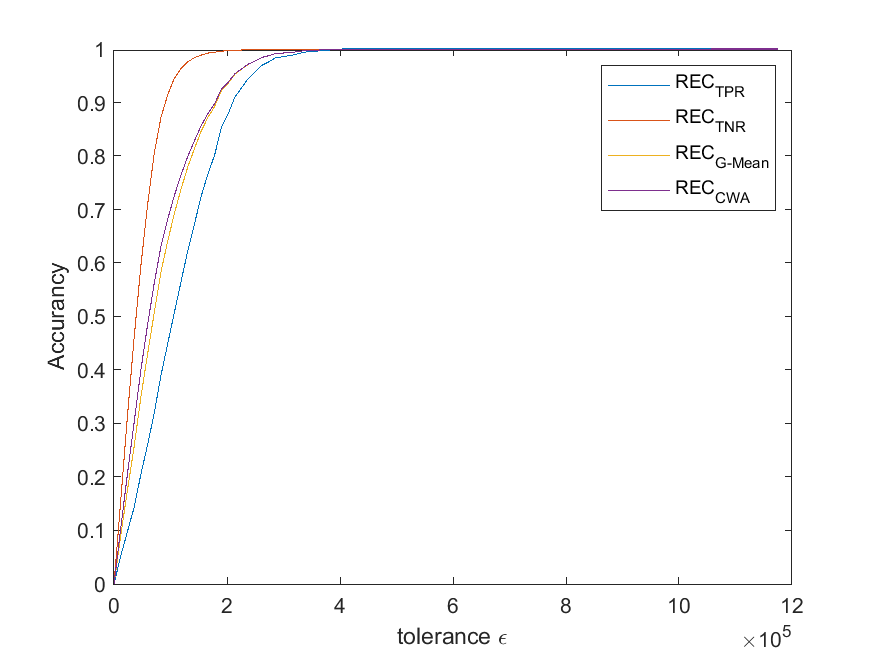 1
0.9
0.8
0.7
0.6
0.5
0.4
0.3
0.2
0.1
0
Accurancy
REC_TPR
REC_TNR
REC_G-Mean
REC_CWA
0 2 4 6 8 10 12
tolerance ϵ
×10^5